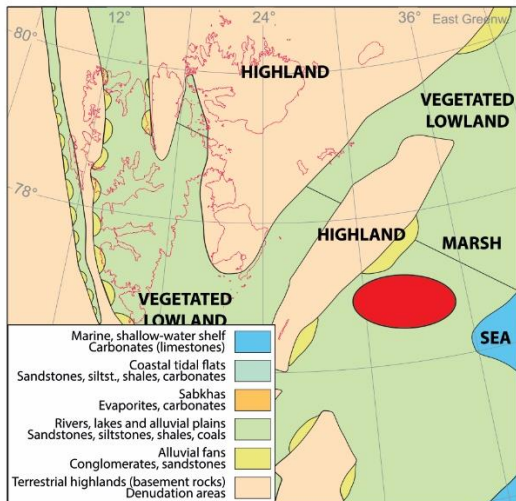 12°
24°
36°
East Greenw.
80°
HIGHLAND
VEGETATED
LOWLAND
78°
HIGHLAND
MARSH
VEGETATED
LOWLAND
SEA
Marine, shallow-water shelf
Carbonates (limestones)
Coastal tidal flats
Sandstones, siltst., shales, carbonates
Sabkhas
Evaporites, carbonates
Rivers, lakes and alluvial plains
Sandstones, siltstones, shales, coals
Alluvial fans
Conglomerates, sandstones
Terrestrial highlands (basement rocks)
Denudation areas